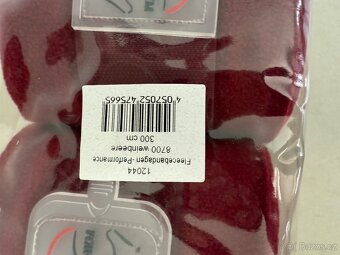 12044
Fleecebandagen-Performance
8700 weinbeere
300 cm
4 057052 475665